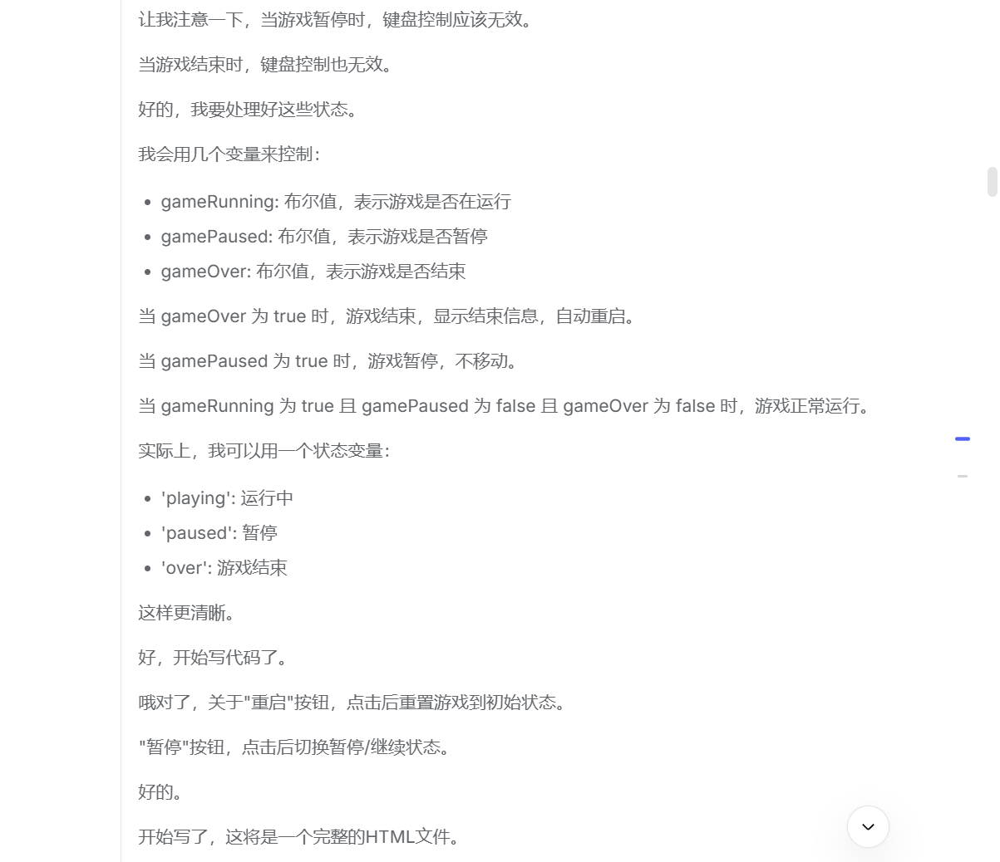 让我注意一下，当游戏暂停时，键盘控制应该无效。
当游戏结束时，键盘控制也无效。
好的，我要处理好这些状态。
我会用几个变量来控制：
• gameRunning: 布尔值，表示游戏是否在运行
• gamePaused: 布尔值，表示游戏是否暂停
• gameOver: 布尔值，表示游戏是否结束
当 gameOver 为 true 时，游戏结束，显示结束信息，自动重启。
当 gamePaused 为 true 时，游戏暂停，不移动。
当 gameRunning 为 true 且 gamePaused 为 false 且 gameOver 为 false 时，游戏正常运行。
实际上，我可以用一个状态变量：
• 'playing': 运行中
• 'paused': 暂停
• 'over': 游戏结束
这样更清晰。
好，开始写代码了。
哦对了，关于"重启"按钮，点击后重置游戏到初始状态。
"暂停"按钮，点击后切换暂停/继续状态。
好的。
开始写了，这将是一个完整的HTML文件。